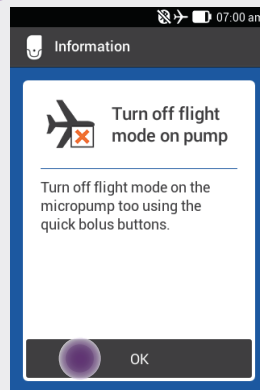 07:00 am
Information
Turn off flight
mode on pump
Turn off flight mode on the
micropump too using the
quick bolus buttons.
OK